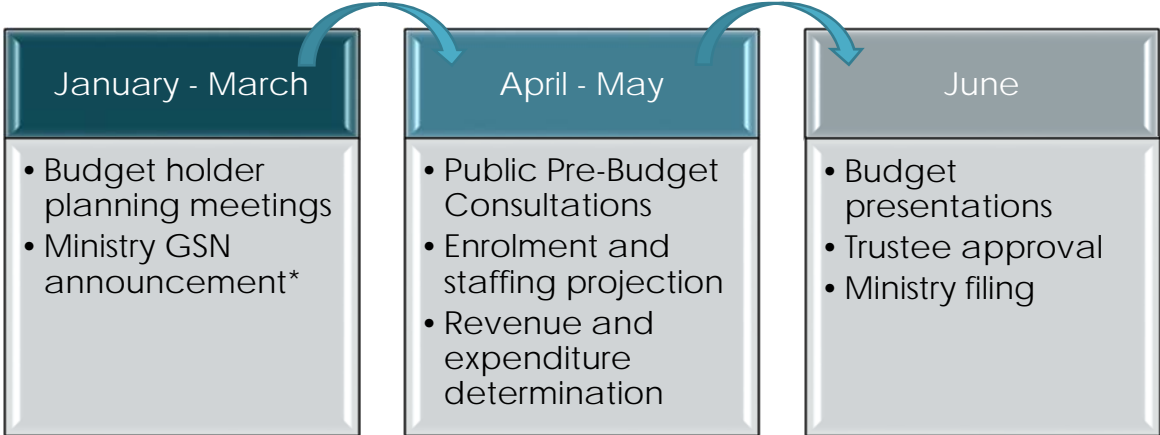 January - March
• Budget holder
planning meetings
• Ministry GSN
announcement*
April - May
• Public Pre-Budget
Consultations
• Enrolment and
staffing projection
• Revenue and
expenditure
determination
June
• Budget
presentations
• Trustee approval
• Ministry filing